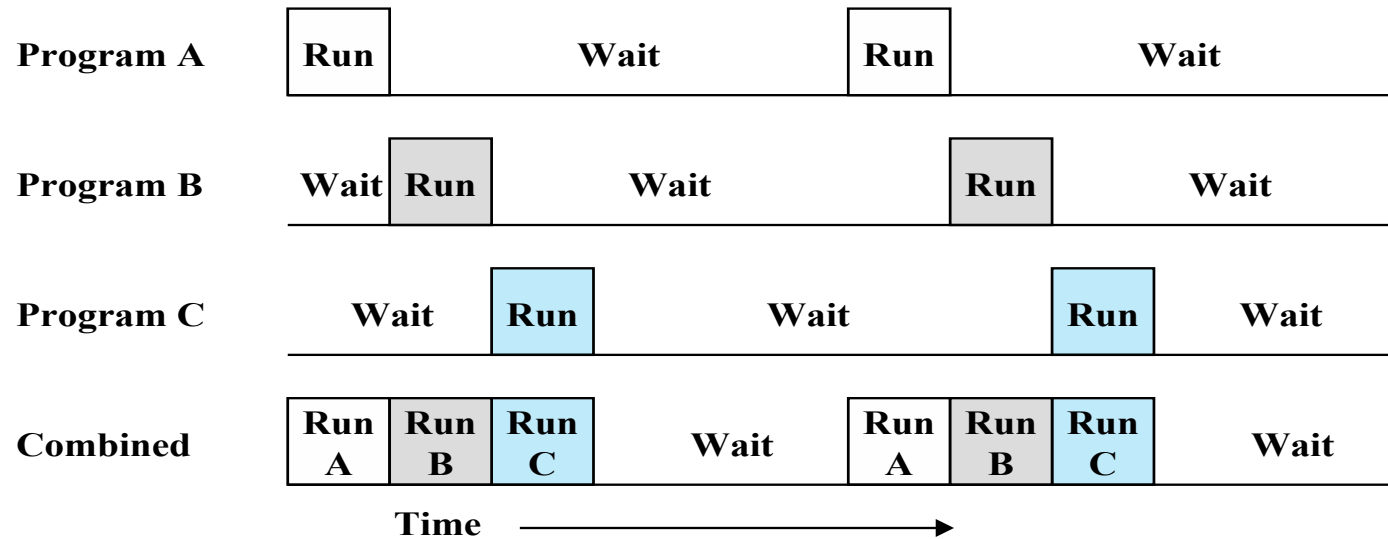 Program A Run Wait Run Wait
Program B Wait Run Wait Run Wait
Program C Wait Run Wait Run Wait
Combined Run A Run B Run C Wait Run A Run B Run C Wait
Time